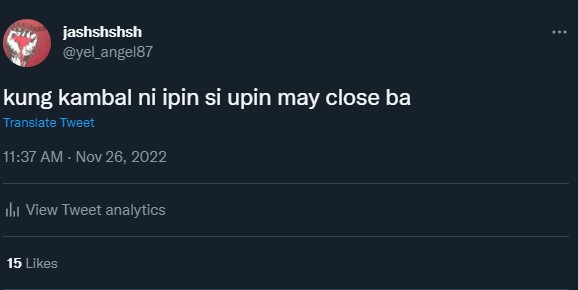 jashshshsh
@yel_angel87
kung kambal ni ipin si upin may close ba
Translate Tweet
11:37 AM · Nov 26, 2022
View Tweet analytics
15 Likes